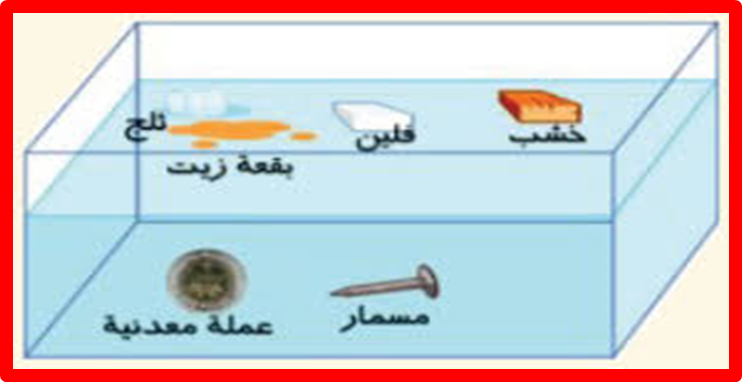 ثلج
فلين
خشب
بقعة زيت
عملة معدنية
مسمار